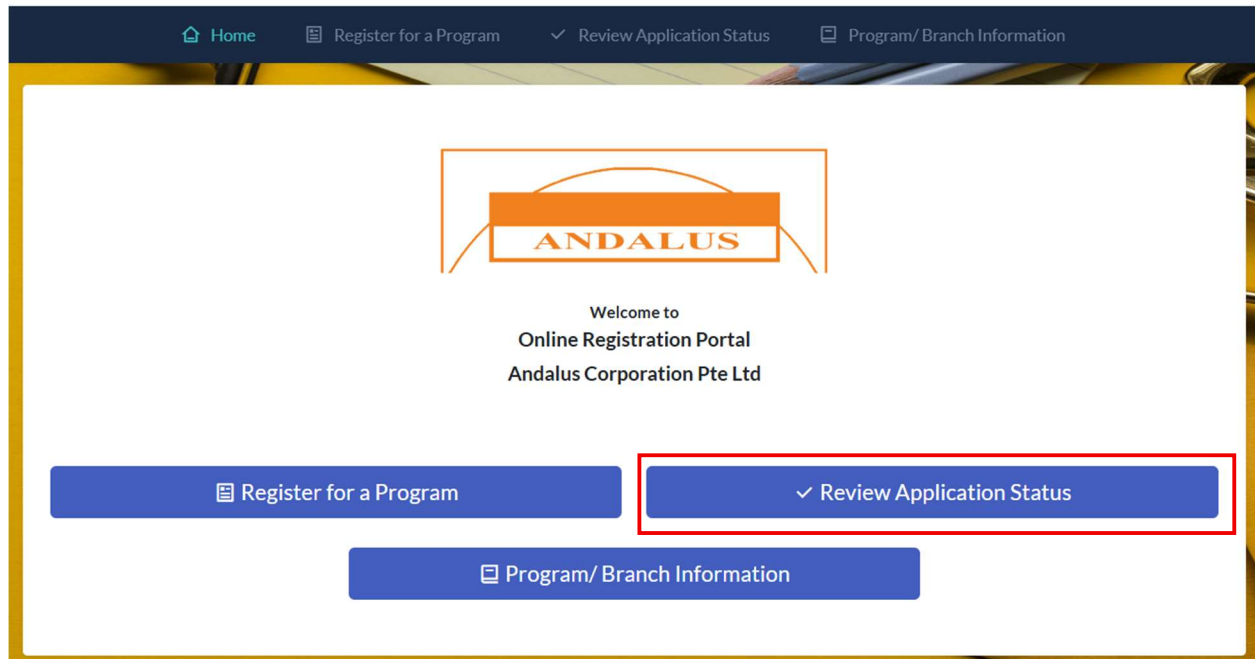 Home Register for a Program Review Application Status Program/ Branch Information
ANDALUS
Welcome to
Online Registration Portal
Andalus Corporation Pte Ltd
Register for a Program Review Application Status
Program/ Branch Information